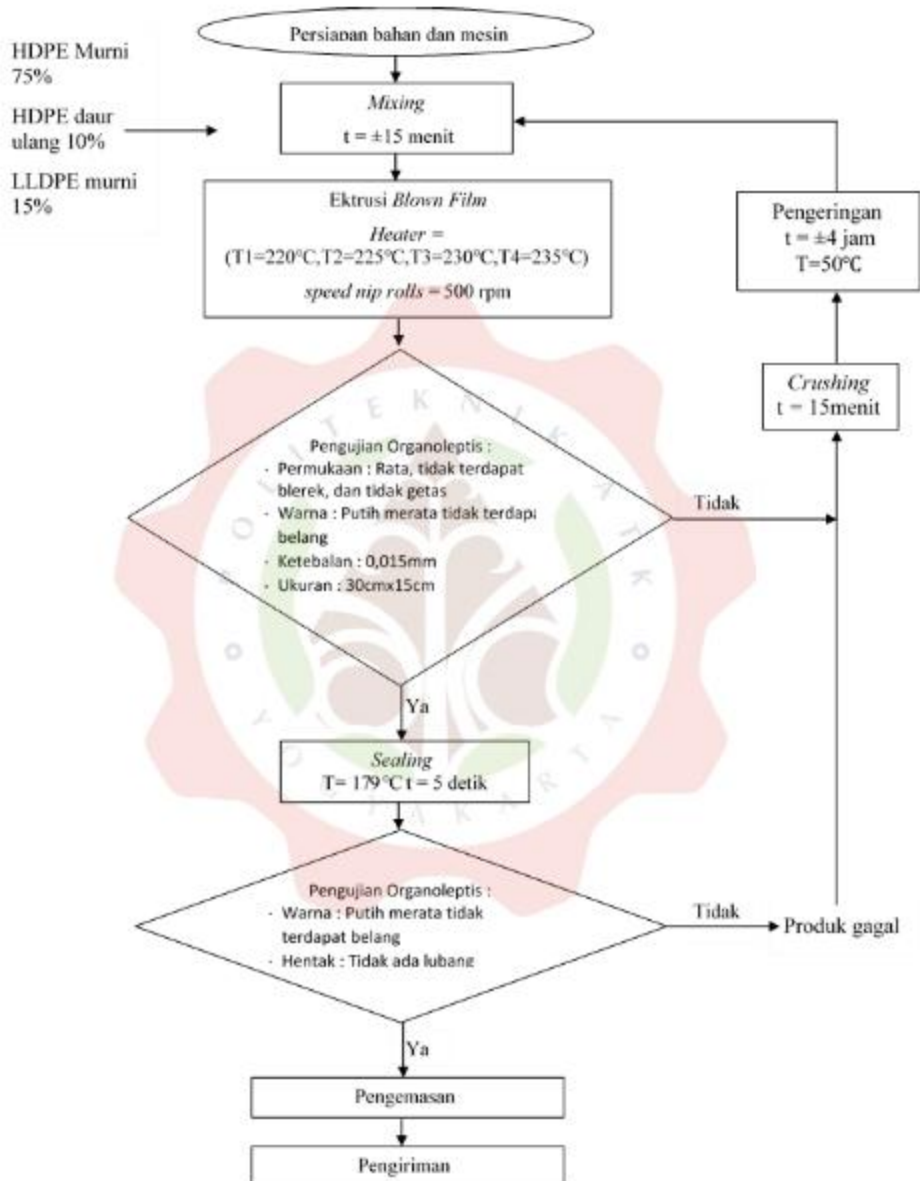 Persiapan bahan dan mesin
HDPE Murni
75%
HDPE daur
ulang 10%
LLDPE murni
15%
Mixing
t = ±15 menit
Ektrusi Blown Film
Heater =
(T1=220°C,T2=225°C,T3=230°C,T4=235°C)
speed nip rolls = 500 rpm
Pengeringan
t = ±4 jam
T=50°C
Crushing
t = 15menit
Pengujian Organoleptis :
- Permukaan : Rata, tidak terdapat
blerek, dan tidak getas
- Warna : Putih merata tidak terdapa
belang
- Ketebalan : 0,015mm
- Ukuran : 30cmx15cm
Tidak
Ya
Sealing
T= 179°C t = 5 detik
Pengujian Organoleptis :
- Warna : Putih merata tidak
terdapat belang
- Hentak : Tidak ada lubang
Tidak
Produk gagal
Ya
Pengemasan
Pengiriman
POLITEKNIK ATK
YOGYAKARTA